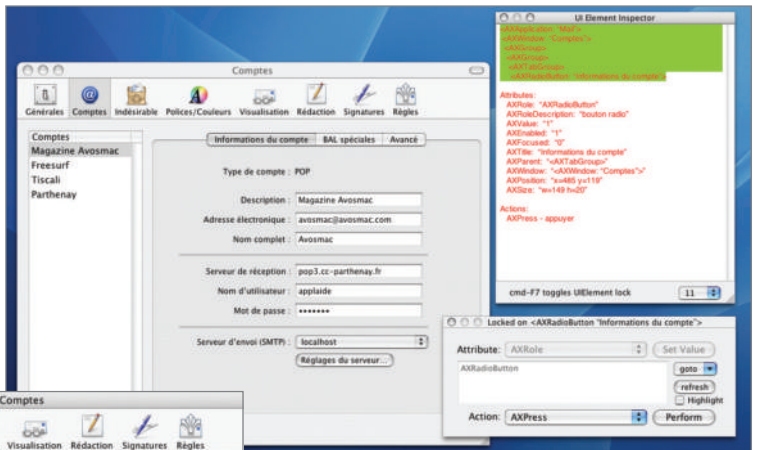 Comptes
Générales Comptes Indésirable Polices/Couleurs Visualisation Rédaction Signatures Règles
Comptes
Magazine Avosmac
Freesurf
Tiscali
Parthenay
Informations du compte BAL spéciales Avancé
Type de compte : POP
Description : Magazine Avosmac
Adresse électronique : avosmac@avosmac.com
Nom complet : Avosmac
Serveur de réception : pop3.cc-parthenay.fr
Nom d'utilisateur : applaide
Mot de passe : •••••••
Serveur d'envoi (SMTP) : localhost
Réglages du serveur...
Comptes
Visualisation Rédaction Signatures Règles
UI Element Inspector
<AXApplication: "Mail">
<AXWindow: "Comptes">
<AXGroup>
<AXGroup>
<AXTabGroup>
<AXRadioButton: "Informations du compte">
Attributes:
AXRole: "AXRadioButton"
AXRoleDescription: "bouton radio"
AXValue: "1"
AXEnabled: "1"
AXFocused: "0"
AXTitle: "Informations du compte"
AXParent: "<AXTabGroup>"
AXWindow: "<AXWindow: "Comptes">"
AXPosition: "x=485 y=119"
AXSize: "w=149 h=20"
Actions:
AXPress - appuyer
cmd-F7 toggles UIElement lock 11
Locked on <AXRadioButton "Informations du compte">
Attribute: AXRole Set Value
AXRadioButton
goto
refresh
Highlight
Action: AXPress Perform